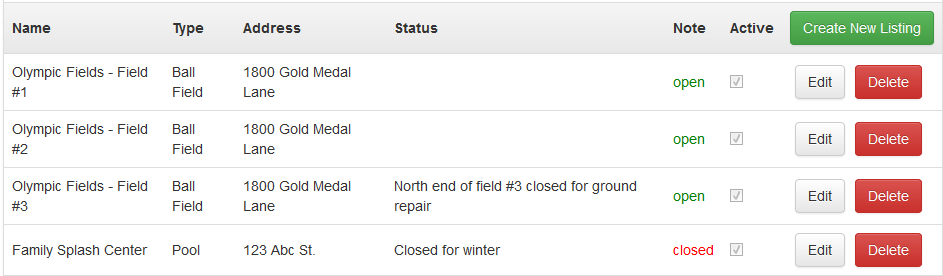 Name Type Address Status Note Active Create New Listing
Olympic Fields - Field Ball 1800 Gold Medal
#1 Field Lane open Edit Delete
Olympic Fields - Field Ball 1800 Gold Medal
#2 Field Lane open Edit Delete
Olympic Fields - Field Ball 1800 Gold Medal North end of field #3 closed for ground
#3 Field Lane repair open Edit Delete
Family Splash Center Pool 123 Abc St. Closed for winter closed Edit Delete